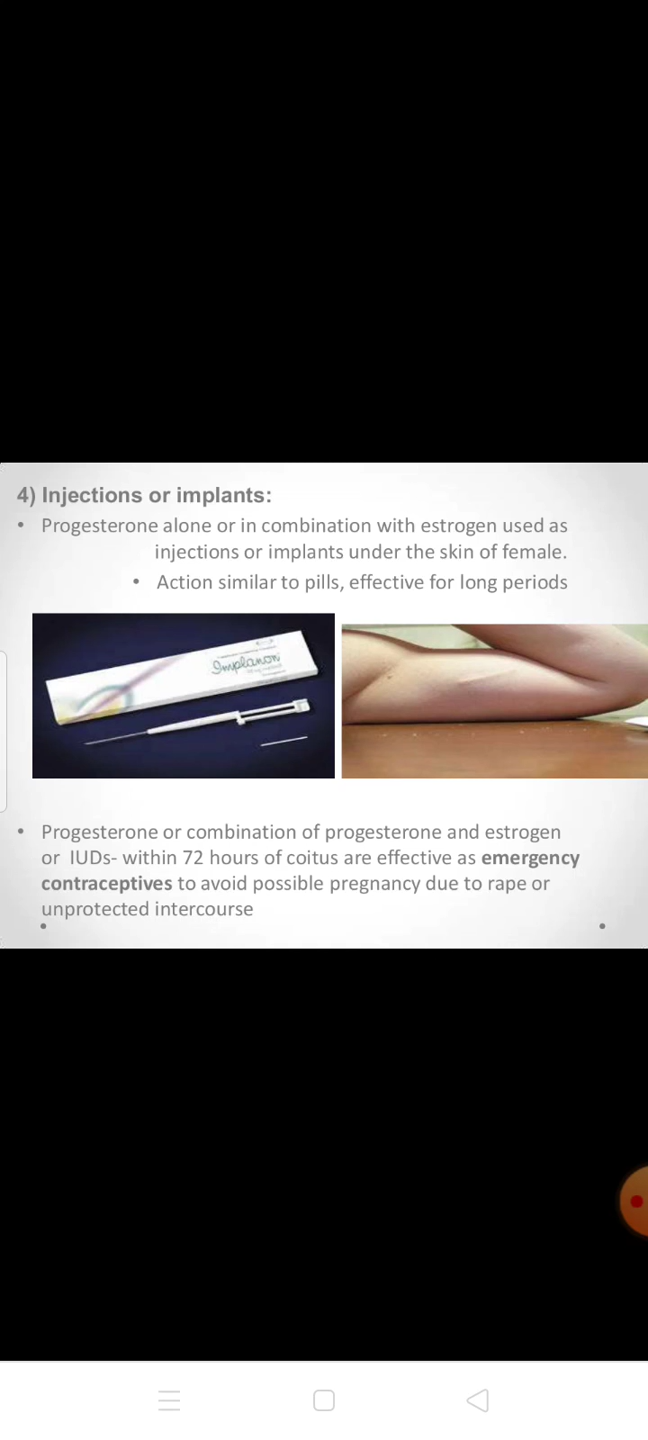 4) Injections or implants:
• Progesterone alone or in combination with estrogen used as
injections or implants under the skin of female.
• Action similar to pills, effective for long periods
Implanon
• Progesterone or combination of progesterone and estrogen
or IUDs- within 72 hours of coitus are effective as emergency
contraceptives to avoid possible pregnancy due to rape or
unprotected intercourse